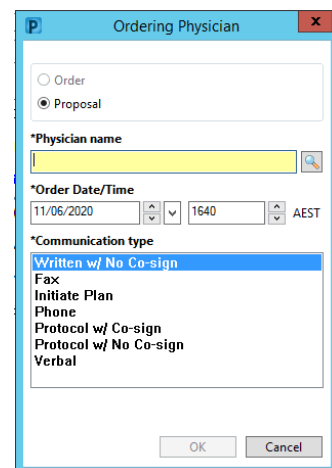 P Ordering Physician x
Order
Proposal
*Physician name
*Order Date/Time
11/06/2020 1640 AEST
*Communication type
Written w/ No Co-sign
Fax
Initiate Plan
Phone
Protocol w/ Co-sign
Protocol w/ No Co-sign
Verbal
OK Cancel